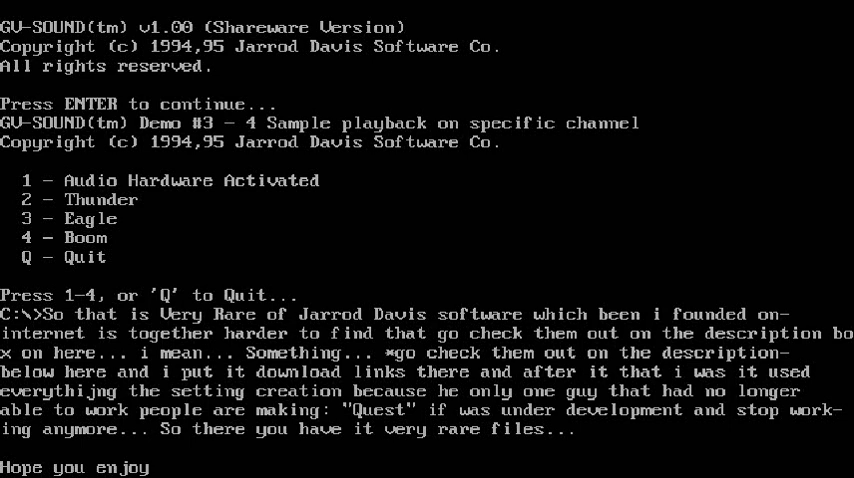 GV-SOUND(tm) v1.00 (Shareware Version)
Copyright (c) 1994,95 Jarrod Davis Software Co.
All rights reserved.
Press ENTER to continue...
GV-SOUND(tm) Demo #3 - 4 Sample playback on specific channel
Copyright (c) 1994,95 Jarrod Davis Software Co.
1 - Audio Hardware Activated
2 - Thunder
3 - Eagle
4 - Boom
Q - Quit
Press 1-4, or 'Q' to Quit...
C:\>So that is Very Rare of Jarrod Davis software which been i founded on-
internet is together harder to find that go check them out on the description bo
x on here... i mean... Something... *go check them out on the description-
below here and i put it download links there and after it that i was it used
everythijng the setting creation because he only one guy that had no longer
able to work people are making: "Quest" if was under development and stop work-
ing anymore... So there you have it very rare files...
Hope you enjoy